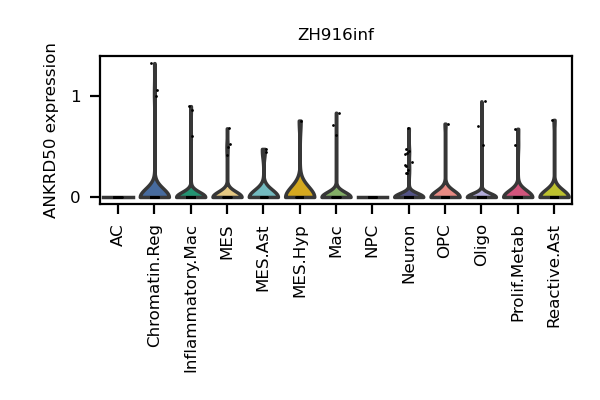 ZH916inf
ANKRD50 expression
1
0
AC
Chromatin.Reg
Inflammatory.Mac
MES
MES.Ast
MES.Hyp
Mac
NPC
Neuron
OPC
Oligo
Prolif.Metab
Reactive.Ast